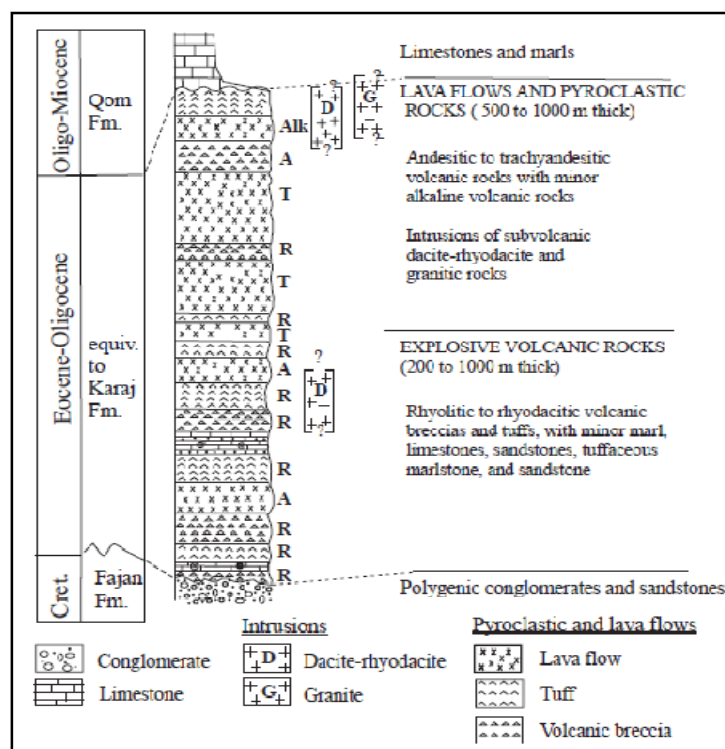 Oligo-Miocene
Qom
Fm.
Eocene-Oligocene
equiv.
to
Karaj
Fm.
Cret.
Fajan
Fm.
Alk
A
T
R
T
R
T
R
A
R
R
R
A
R
R
R
?
D
?
?
G
?
?
D
?
Limestones and marls
LAVA FLOWS AND PYROCLASTIC
ROCKS ( 500 to 1000 m thick)
Andesitic to trachyandesitic
volcanic rocks with minor
alkaline volcanic rocks
Intrusions of subvolcanic
dacite-rhyodacite and
granitic rocks
EXPLOSIVE VOLCANIC ROCKS
(200 to 1000 m thick)
Rhyolitic to rhyodacitic volcanic
breccias and tuffs, with minor marl,
limestones, sandstones, tuffaceous
marlstone, and sandstone
Polygenic conglomerates and sandstones
Conglomerate
Limestone
Intrusions
D Dacite-rhyodacite
G Granite
Pyroclastic and lava flows
Lava flow
Tuff
Volcanic breccia